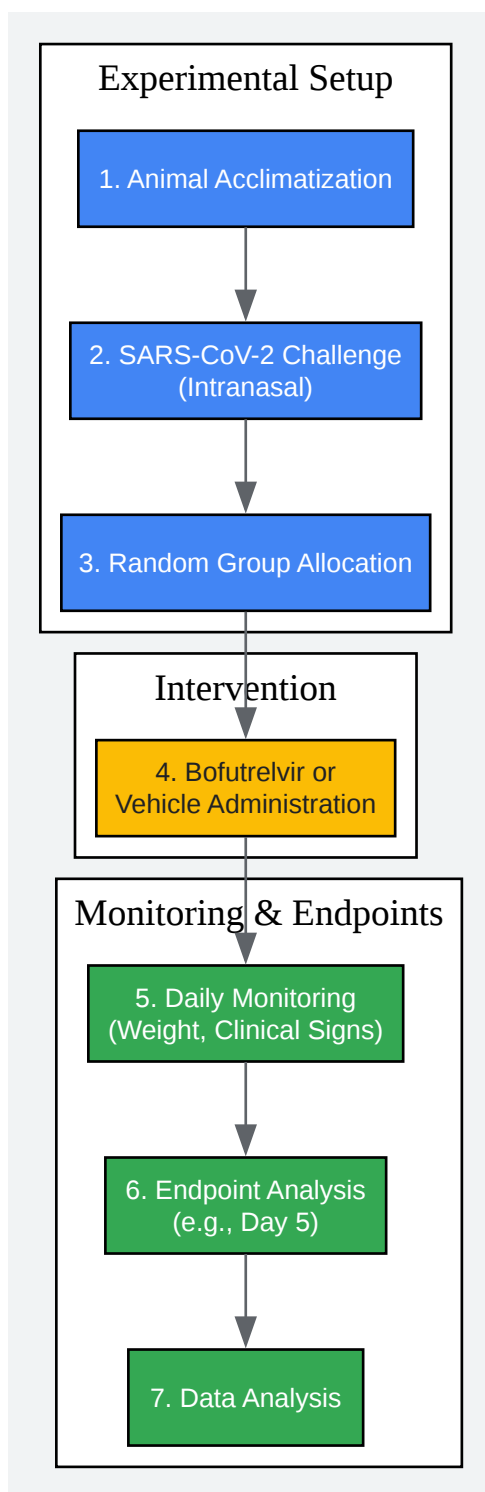 Experimental Setup
1. Animal Acclimatization
2. SARS-CoV-2 Challenge
(Intranasal)
3. Random Group Allocation
Intervention
4. Bofutrelvir or
Vehicle Administration
Monitoring & Endpoints
5. Daily Monitoring
(Weight, Clinical Signs)
6. Endpoint Analysis
(e.g., Day 5)
7. Data Analysis